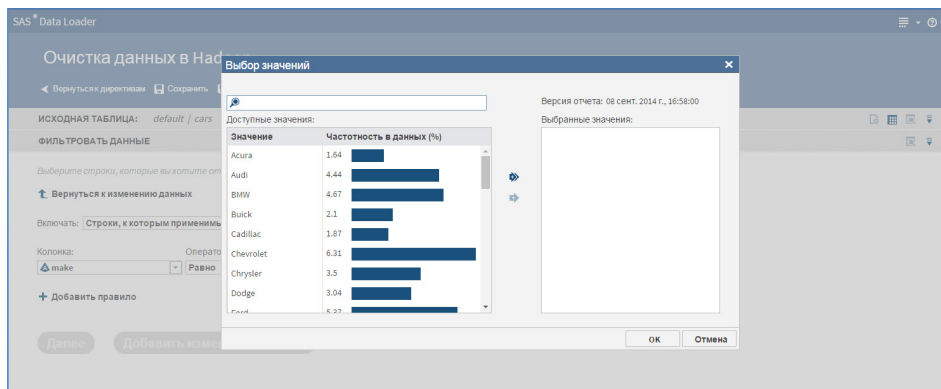 SAS® Data Loader
Очистка данных в Had
Вернуться к директивам Сохранить
ИСХОДНАЯ ТАБЛИЦА: default | cars
ФИЛЬТРОВАТЬ ДАННЫЕ
Выберите строки, которые вы хотите от
Вернуться к изменению данных
Включать: Строки, к которым применимы
Колонка: Операто
make Равно
Добавить правило
Далее Добавить изме
Выбор значений
Версия отчета: 08 сент. 2014 г., 16:58:00
Доступные значения: Выбранные значения:
Значение Частотность в данных (%)
Acura 1.64
Audi 4.44
BMW 4.67
Buick 2.1
Cadillac 1.87
Chevrolet 6.31
Chrysler 3.5
Dodge 3.04
Ford 5.37
ОК Отмена